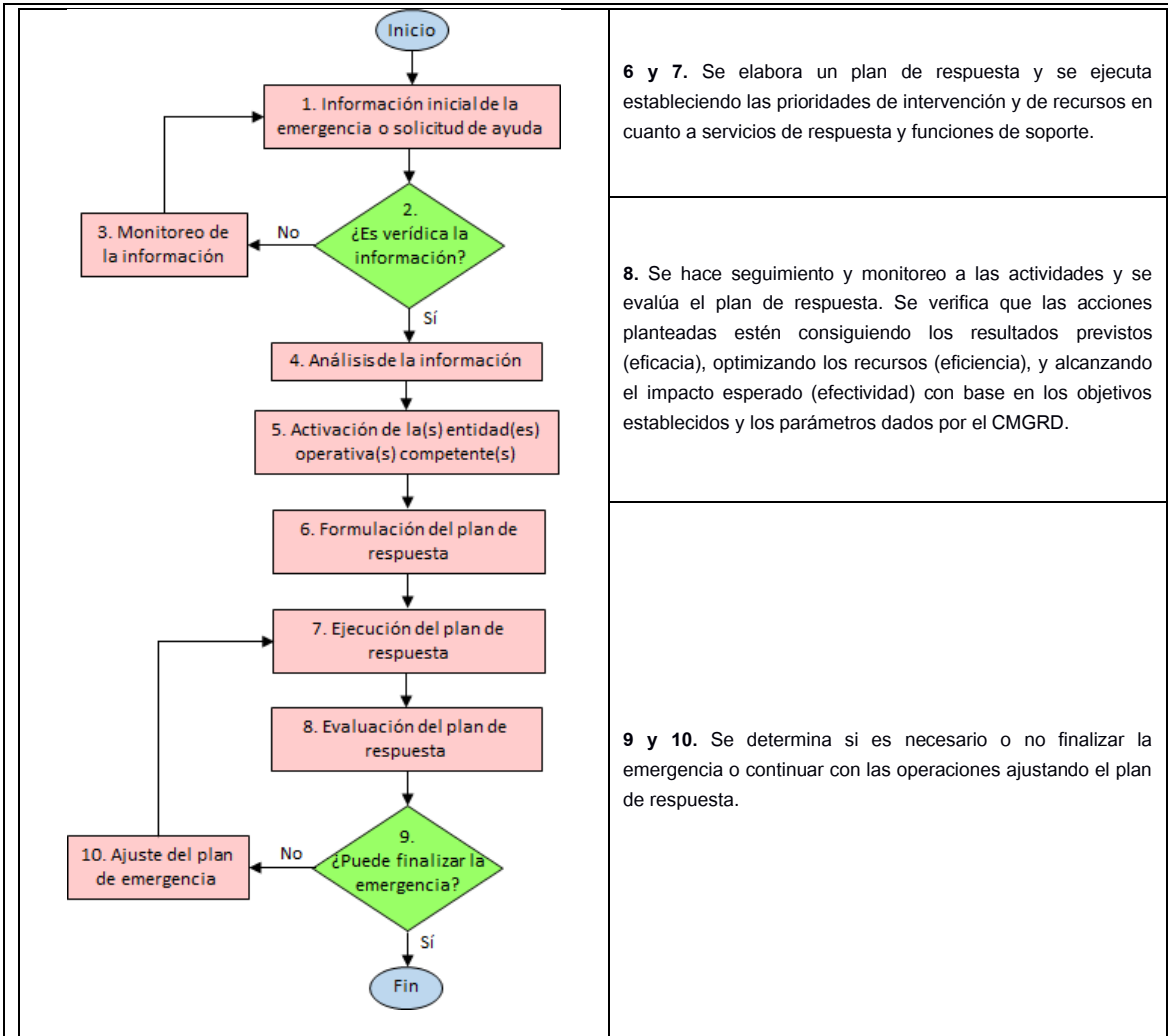 Inicio
1. Información inicial de la
emergencia o solicitud de ayuda
2.
¿Es verídica la
información?
No
3. Monitoreo de
la información
Sí
4. Análisis de la información
5. Activación de la(s) entidad(es)
operativa(s) competente(s)
6. Formulación del plan de
respuesta
7. Ejecución del plan de
respuesta
8. Evaluación del plan de
respuesta
9.
¿Puede finalizar la
emergencia?
No
10. Ajuste del plan
de emergencia
Sí
Fin
6 y 7. Se elabora un plan de respuesta y se ejecuta
estableciendo las prioridades de intervención y de recursos en
cuanto a servicios de respuesta y funciones de soporte.
8. Se hace seguimiento y monitoreo a las actividades y se
evalúa el plan de respuesta. Se verifica que las acciones
planteadas estén consiguiendo los resultados previstos
(eficacia), optimizando los recursos (eficiencia), y alcanzando
el impacto esperado (efectividad) con base en los objetivos
establecidos y los parámetros dados por el CMGRD.
9 y 10. Se determina si es necesario o no finalizar la
emergencia o continuar con las operaciones ajustando el plan
de respuesta.